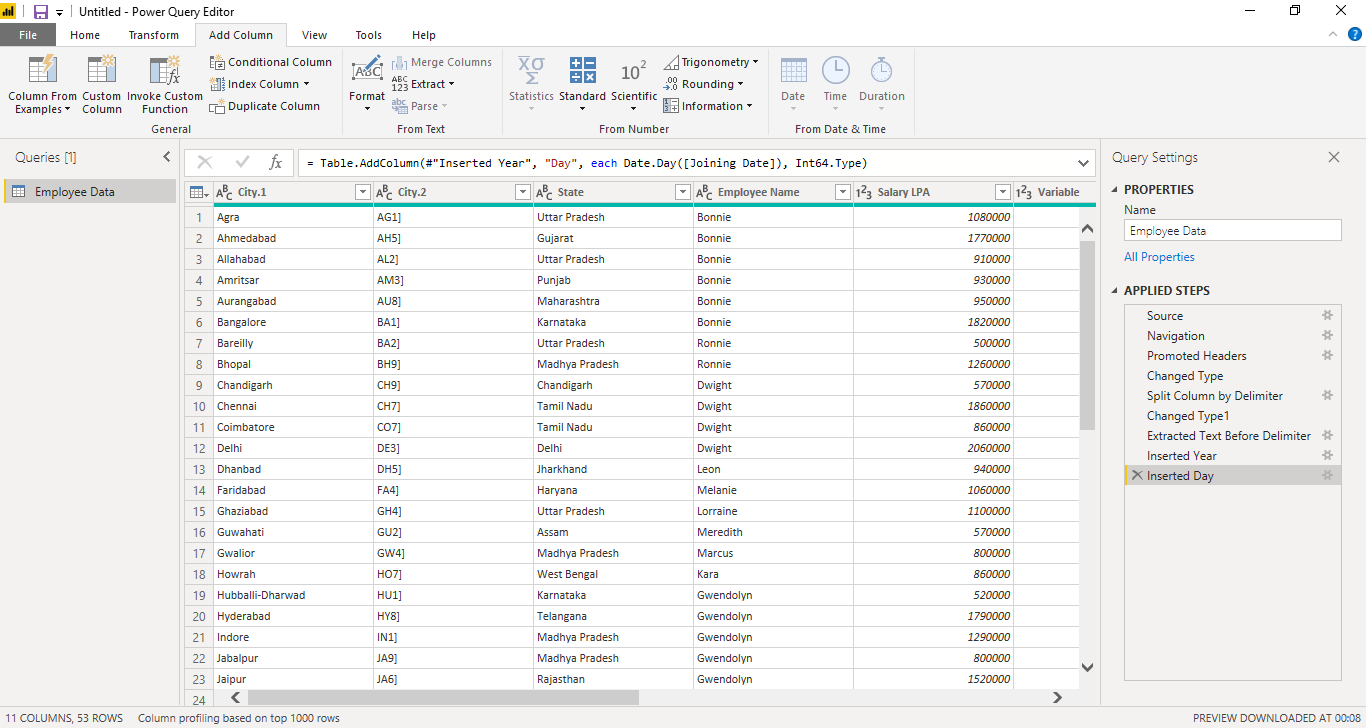 Untitled - Power Query Editor
File Home Transform Add Column View Tools Help
Column From Examples
Custom Column
Invoke Custom Function
Conditional Column
Index Column
Duplicate Column
General
Format
Merge Columns
ABC 123 Extract
abc Parse
From Text
Statistics
Standard
10² Scientific
Trigonometry
.00 Rounding
Information
From Number
Date
Time
Duration
From Date & Time
Queries [1]
Employee Data
fx = Table.AddColumn(#"Inserted Year", "Day", each Date.Day([Joining Date]), Int64.Type)
City.1 City.2 State Employee Name Salary LPA Variable
1 Agra AG1] Uttar Pradesh Bonnie 1080000
2 Ahmedabad AH5] Gujarat Bonnie 1770000
3 Allahabad AL2] Uttar Pradesh Bonnie 910000
4 Amritsar AM3] Punjab Bonnie 930000
5 Aurangabad AU8] Maharashtra Bonnie 950000
6 Bangalore BA1] Karnataka Bonnie 1820000
7 Bareilly BA2] Uttar Pradesh Ronnie 500000
8 Bhopal BH9] Madhya Pradesh Ronnie 1260000
9 Chandigarh CH9] Chandigarh Dwight 570000
10 Chennai CH7] Tamil Nadu Dwight 1860000
11 Coimbatore CO7] Tamil Nadu Dwight 860000
12 Delhi DE3] Delhi Dwight 2060000
13 Dhanbad DH5] Jharkhand Leon 940000
14 Faridabad FA4] Haryana Melanie 1060000
15 Ghaziabad GH4] Uttar Pradesh Lorraine 1100000
16 Guwahati GU2] Assam Meredith 570000
17 Gwalior GW4] Madhya Pradesh Marcus 800000
18 Howrah HO7] West Bengal Kara 860000
19 Hubballi-Dharwad HU1] Karnataka Gwendolyn 520000
20 Hyderabad HY8] Telangana Gwendolyn 1790000
21 Indore IN1] Madhya Pradesh Gwendolyn 1290000
22 Jabalpur JA9] Madhya Pradesh Gwendolyn 800000
23 Jaipur JA6] Rajasthan Gwendolyn 1520000
24
Query Settings
PROPERTIES
Name
Employee Data
All Properties
APPLIED STEPS
Source
Navigation
Promoted Headers
Changed Type
Split Column by Delimiter
Changed Type1
Extracted Text Before Delimiter
Inserted Year
Inserted Day
11 COLUMNS, 53 ROWS Column profiling based on top 1000 rows
PREVIEW DOWNLOADED AT 00:08